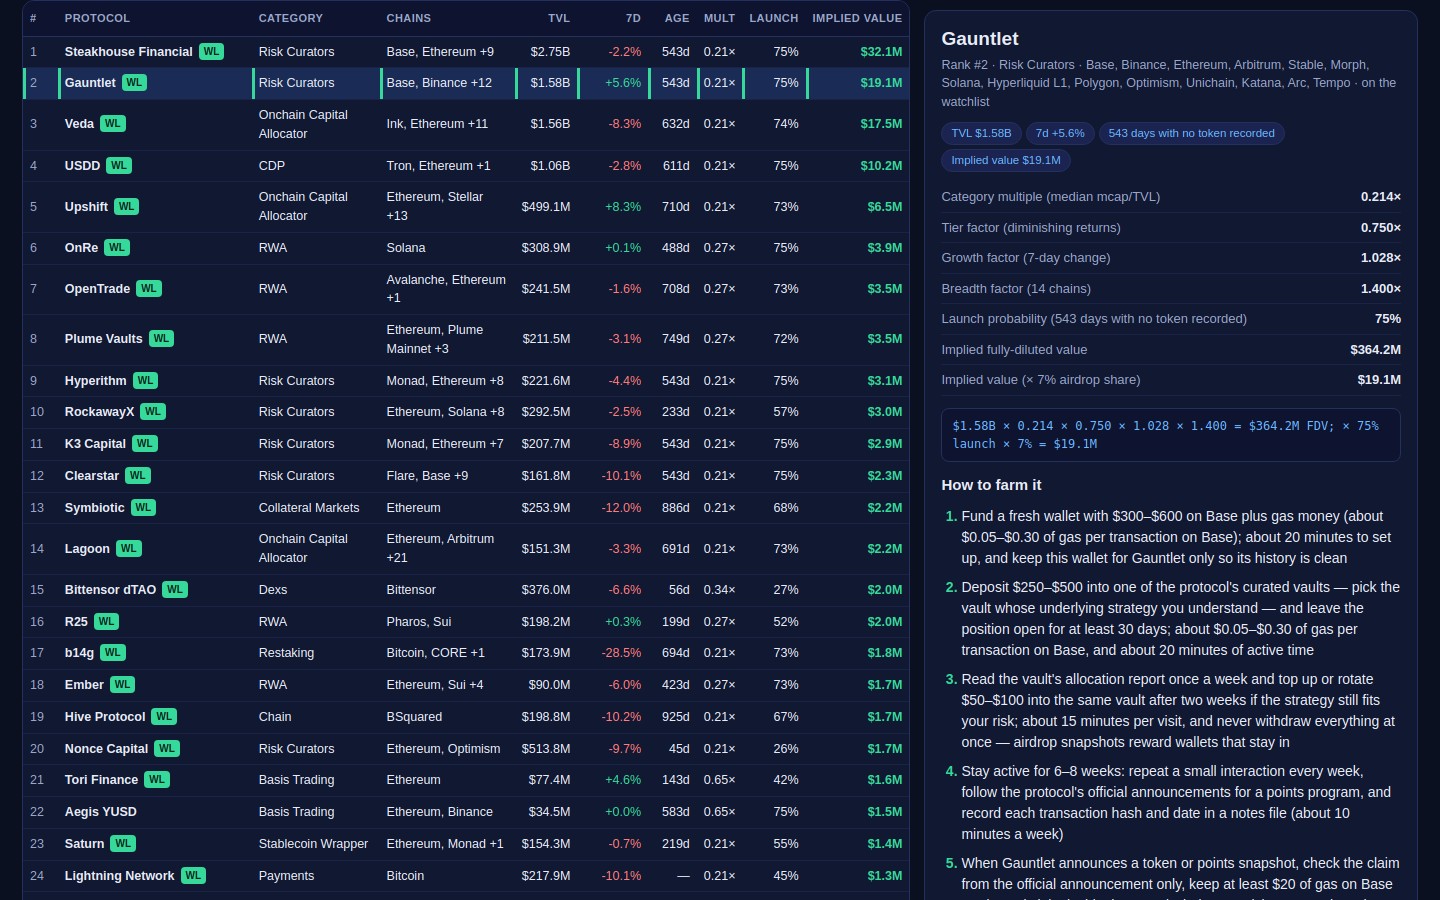 # PROTOCOL CATEGORY CHAINS TVL 7D AGE MULT LAUNCH IMPLIED VALUE
1 Steakhouse Financial WL Risk Curators Base, Ethereum +9 $2.75B -2.2% 543d 0.21× 75% $32.1M
2 Gauntlet WL Risk Curators Base, Binance +12 $1.58B +5.6% 543d 0.21× 75% $19.1M
3 Veda WL Onchain Capital Allocator Ink, Ethereum +11 $1.56B -8.3% 632d 0.21× 74% $17.5M
4 USDD WL CDP Tron, Ethereum +1 $1.06B -2.8% 611d 0.21× 75% $10.2M
5 Upshift WL Onchain Capital Allocator Ethereum, Stellar +13 $499.1M +8.3% 710d 0.21× 73% $6.5M
6 OnRe WL RWA Solana $308.9M +0.1% 488d 0.27× 75% $3.9M
7 OpenTrade WL RWA Avalanche, Ethereum +1 $241.5M -1.6% 708d 0.27× 73% $3.5M
8 Plume Vaults WL RWA Ethereum, Plume Mainnet +3 $211.5M -3.1% 749d 0.27× 72% $3.5M
9 Hyperithm WL Risk Curators Monad, Ethereum +8 $221.6M -4.4% 543d 0.21× 75% $3.1M
10 RockawayX WL Risk Curators Ethereum, Solana +8 $292.5M -2.5% 233d 0.21× 57% $3.0M
11 K3 Capital WL Risk Curators Monad, Ethereum +7 $207.7M -8.9% 543d 0.21× 75% $2.9M
12 Clearstar WL Risk Curators Flare, Base +9 $161.8M -10.1% 543d 0.21× 75% $2.3M
13 Symbiotic WL Collateral Markets Ethereum $253.9M -12.0% 886d 0.21× 68% $2.2M
14 Lagoon WL Onchain Capital Allocator Ethereum, Arbitrum +21 $151.3M -3.3% 691d 0.21× 73% $2.2M
15 Bittensor dTAO WL Dexs Bittensor $376.0M -6.6% 56d 0.34× 27% $2.0M
16 R25 WL RWA Pharos, Sui $198.2M +0.3% 199d 0.27× 52% $2.0M
17 b14g WL Restaking Bitcoin, CORE +1 $173.9M -28.5% 694d 0.21× 73% $1.8M
18 Ember WL RWA Ethereum, Sui +4 $90.0M -6.0% 423d 0.27× 73% $1.7M
19 Hive Protocol WL Chain BSquared $198.8M -10.2% 925d 0.21× 67% $1.7M
20 Nonce Capital WL Risk Curators Ethereum, Optimism $513.8M -9.7% 45d 0.21× 26% $1.7M
21 Tori Finance WL Basis Trading Ethereum $77.4M +4.6% 143d 0.65× 42% $1.6M
22 Aegis YUSD Basis Trading Ethereum, Binance $34.5M +0.0% 583d 0.65× 75% $1.5M
23 Saturn WL Stablecoin Wrapper Ethereum, Monad +1 $154.3M -0.7% 219d 0.21× 55% $1.4M
24 Lightning Network WL Payments Bitcoin $217.9M -10.1% — 0.21× 45% $1.3M
Gauntlet
Rank #2 · Risk Curators · Base, Binance, Ethereum, Arbitrum, Stable, Morph,
Solana, Hyperliquid L1, Polygon, Optimism, Unichain, Katana, Arc, Tempo · on the
watchlist
TVL $1.58B 7d +5.6% 543 days with no token recorded
Implied value $19.1M
Category multiple (median mcap/TVL) 0.214×
Tier factor (diminishing returns) 0.750×
Growth factor (7-day change) 1.028×
Breadth factor (14 chains) 1.400×
Launch probability (543 days with no token recorded) 75%
Implied fully-diluted value $364.2M
Implied value (× 7% airdrop share) $19.1M
$1.58B × 0.214 × 0.750 × 1.028 × 1.400 = $364.2M FDV; × 75%
launch × 7% = $19.1M
How to farm it
1. Fund a fresh wallet with $300–$600 on Base plus gas money (about
$0.05–$0.30 of gas per transaction on Base); about 20 minutes to set
up, and keep this wallet for Gauntlet only so its history is clean
2. Deposit $250–$500 into one of the protocol's curated vaults — pick the
vault whose underlying strategy you understand — and leave the
position open for at least 30 days; about $0.05–$0.30 of gas per
transaction on Base, and about 20 minutes of active time
3. Read the vault's allocation report once a week and top up or rotate
$50–$100 into the same vault after two weeks if the strategy still fits
your risk; about 15 minutes per visit, and never withdraw everything at
once — airdrop snapshots reward wallets that stay in
4. Stay active for 6–8 weeks: repeat a small interaction every week,
follow the protocol's official announcements for a points program, and
record each transaction hash and date in a notes file (about 10
minutes a week)
5. When Gauntlet announces a token or points snapshot, check the claim
from the official announcement only, keep at least $20 of gas on Base